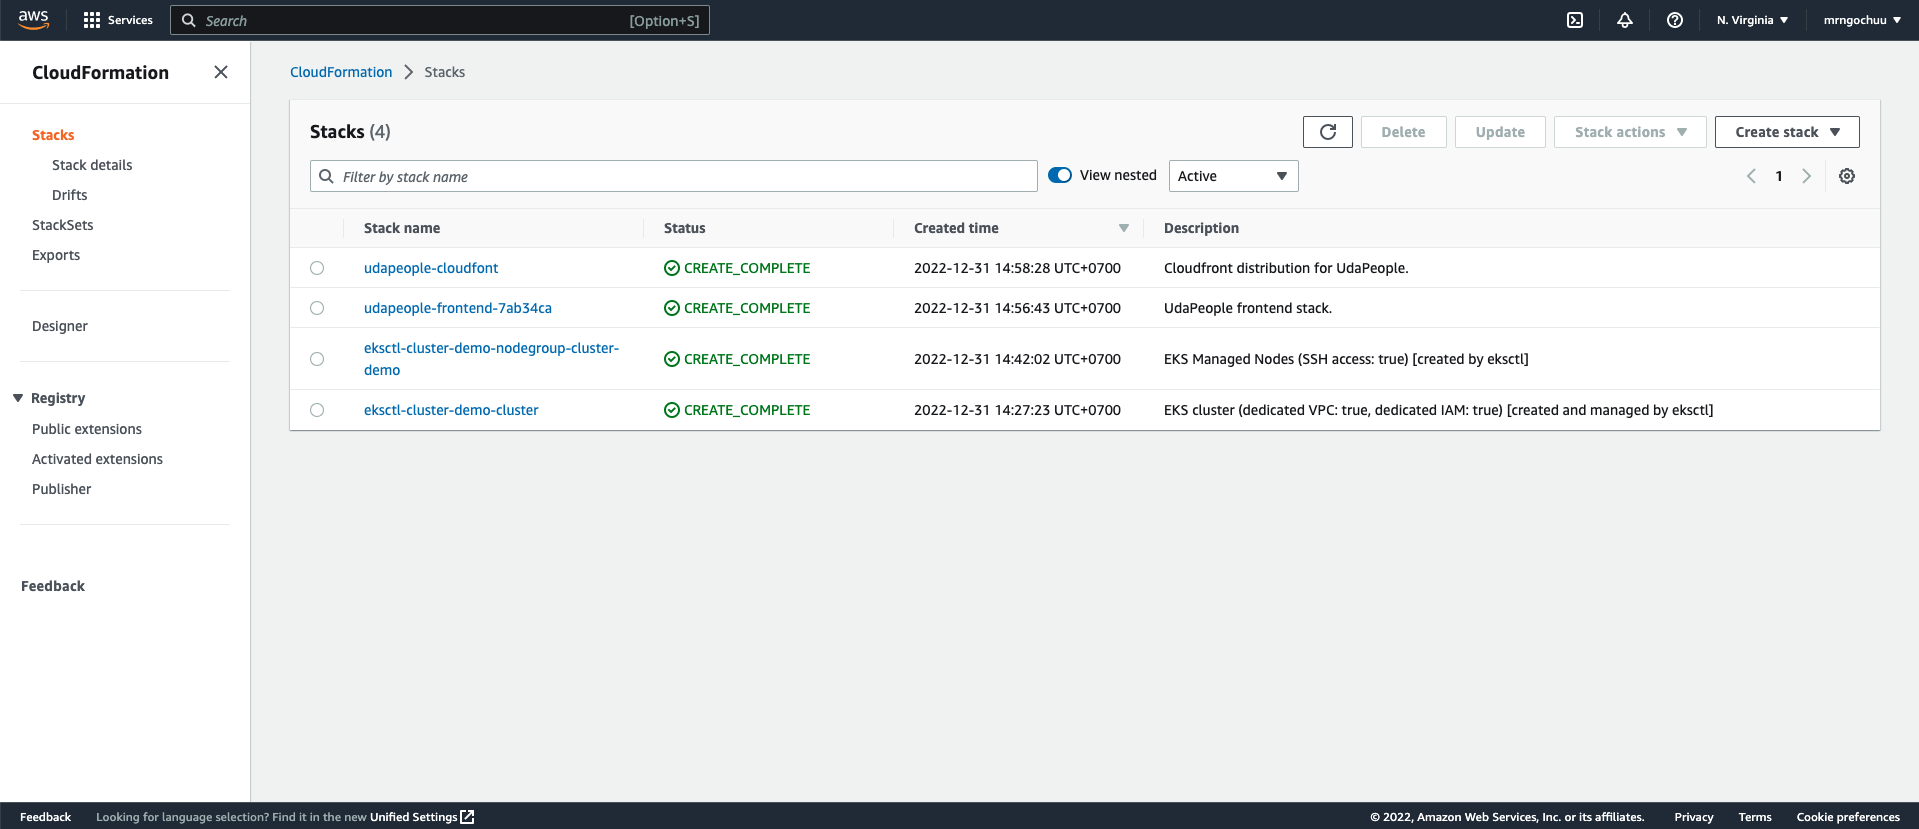 aws
Services
Search [Option+S]
N. Virginia
mrngochuu
CloudFormation
Stacks
Stack details
Drifts
StackSets
Exports
Designer
Registry
Public extensions
Activated extensions
Publisher
Feedback
CloudFormation Stacks
Stacks (4)
Delete
Update
Stack actions
Create stack
Filter by stack name
View nested
Active
1
Stack name Status Created time Description
udapeople-cloudfont CREATE_COMPLETE 2022-12-31 14:58:28 UTC+0700 Cloudfront distribution for UdaPeople.
udapeople-frontend-7ab34ca CREATE_COMPLETE 2022-12-31 14:56:43 UTC+0700 UdaPeople frontend stack.
eksctl-cluster-demo-nodegroup-cluster-
demo CREATE_COMPLETE 2022-12-31 14:42:02 UTC+0700 EKS Managed Nodes (SSH access: true) [created by eksctl]
eksctl-cluster-demo-cluster CREATE_COMPLETE 2022-12-31 14:27:23 UTC+0700 EKS cluster (dedicated VPC: true, dedicated IAM: true) [created and managed by eksctl]
Feedback Looking for language selection? Find it in the new Unified Settings © 2022, Amazon Web Services, Inc. or its affiliates. Privacy Terms Cookie preferences